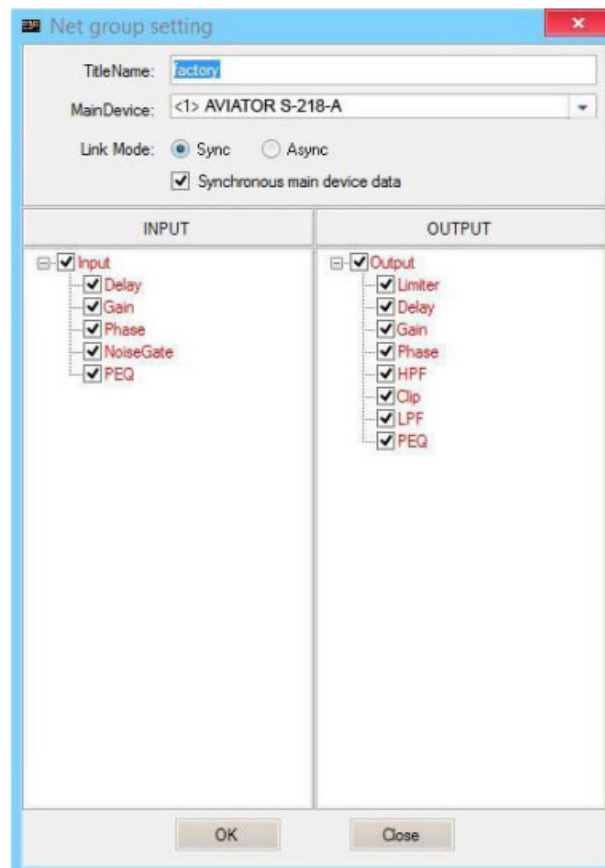 Net group setting
TitleName: factory
MainDevice: <1> AVIATOR S-218-A
Link Mode: Sync Async
Synchronous main device data
INPUT OUTPUT
Input
Delay
Gain
Phase
NoiseGate
PEQ
Output
Limiter
Delay
Gain
Phase
HPF
Clip
LPF
PEQ
OK Close